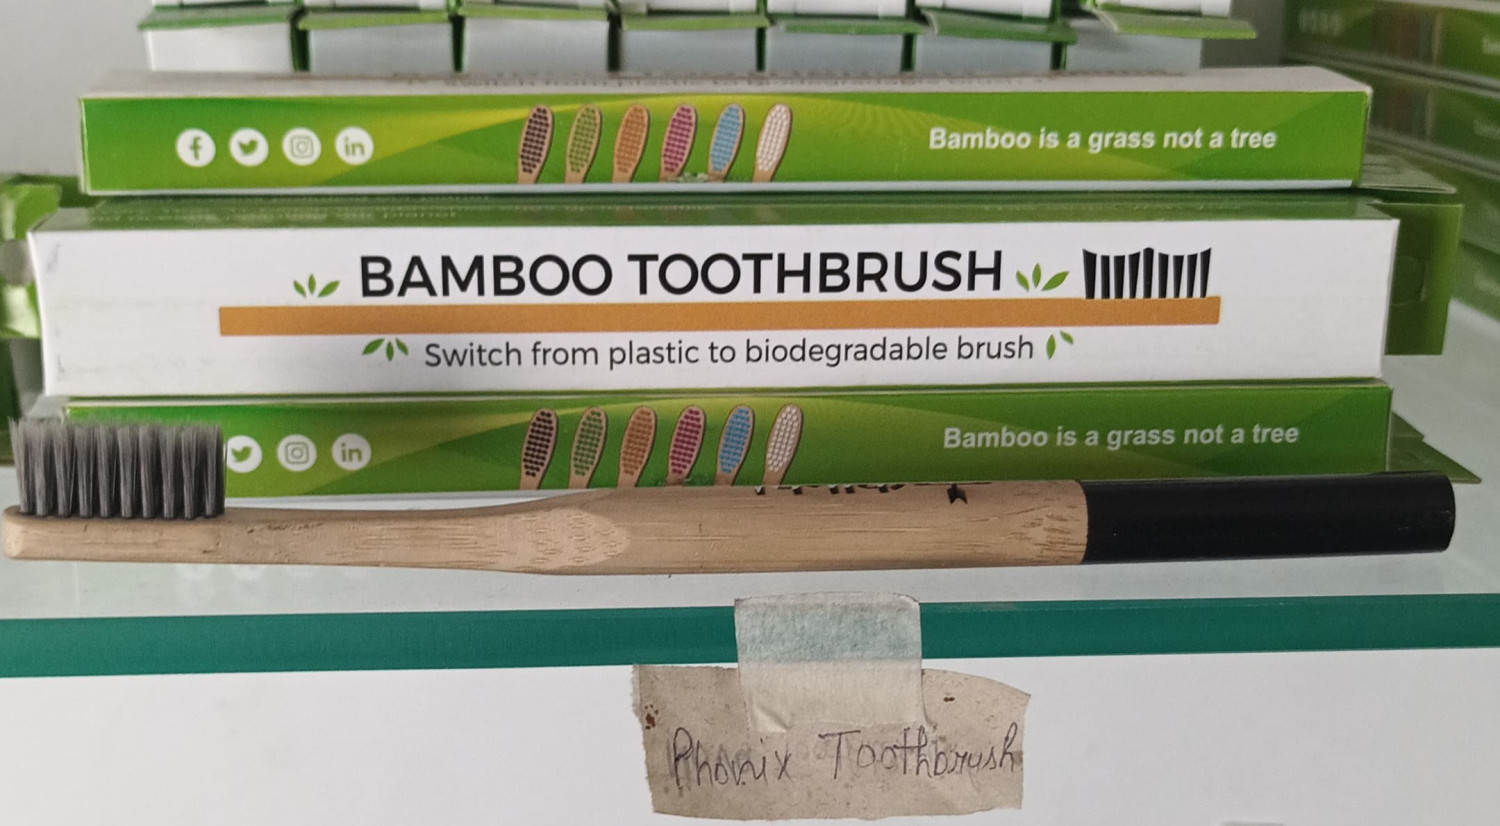 Bamboo is a grass not a tree
BAMBOO TOOTHBRUSH
Switch from plastic to biodegradable brush
Bamboo is a grass not a tree
Phonix Toothbrush